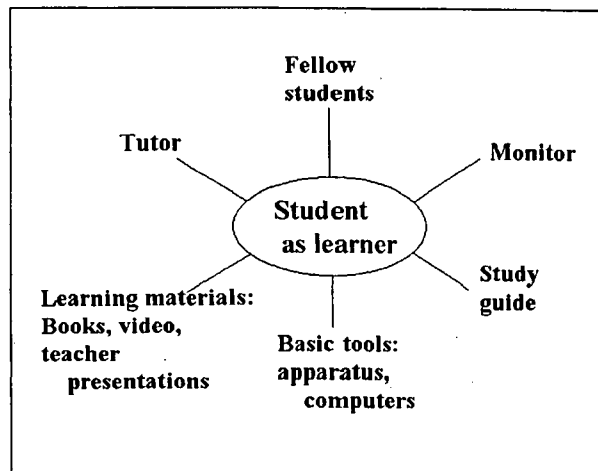 Fellow
students
Tutor
Monitor
Student
as learner
Study
guide
Learning materials:
Books, video,
teacher
presentations
Basic tools:
apparatus,
computers